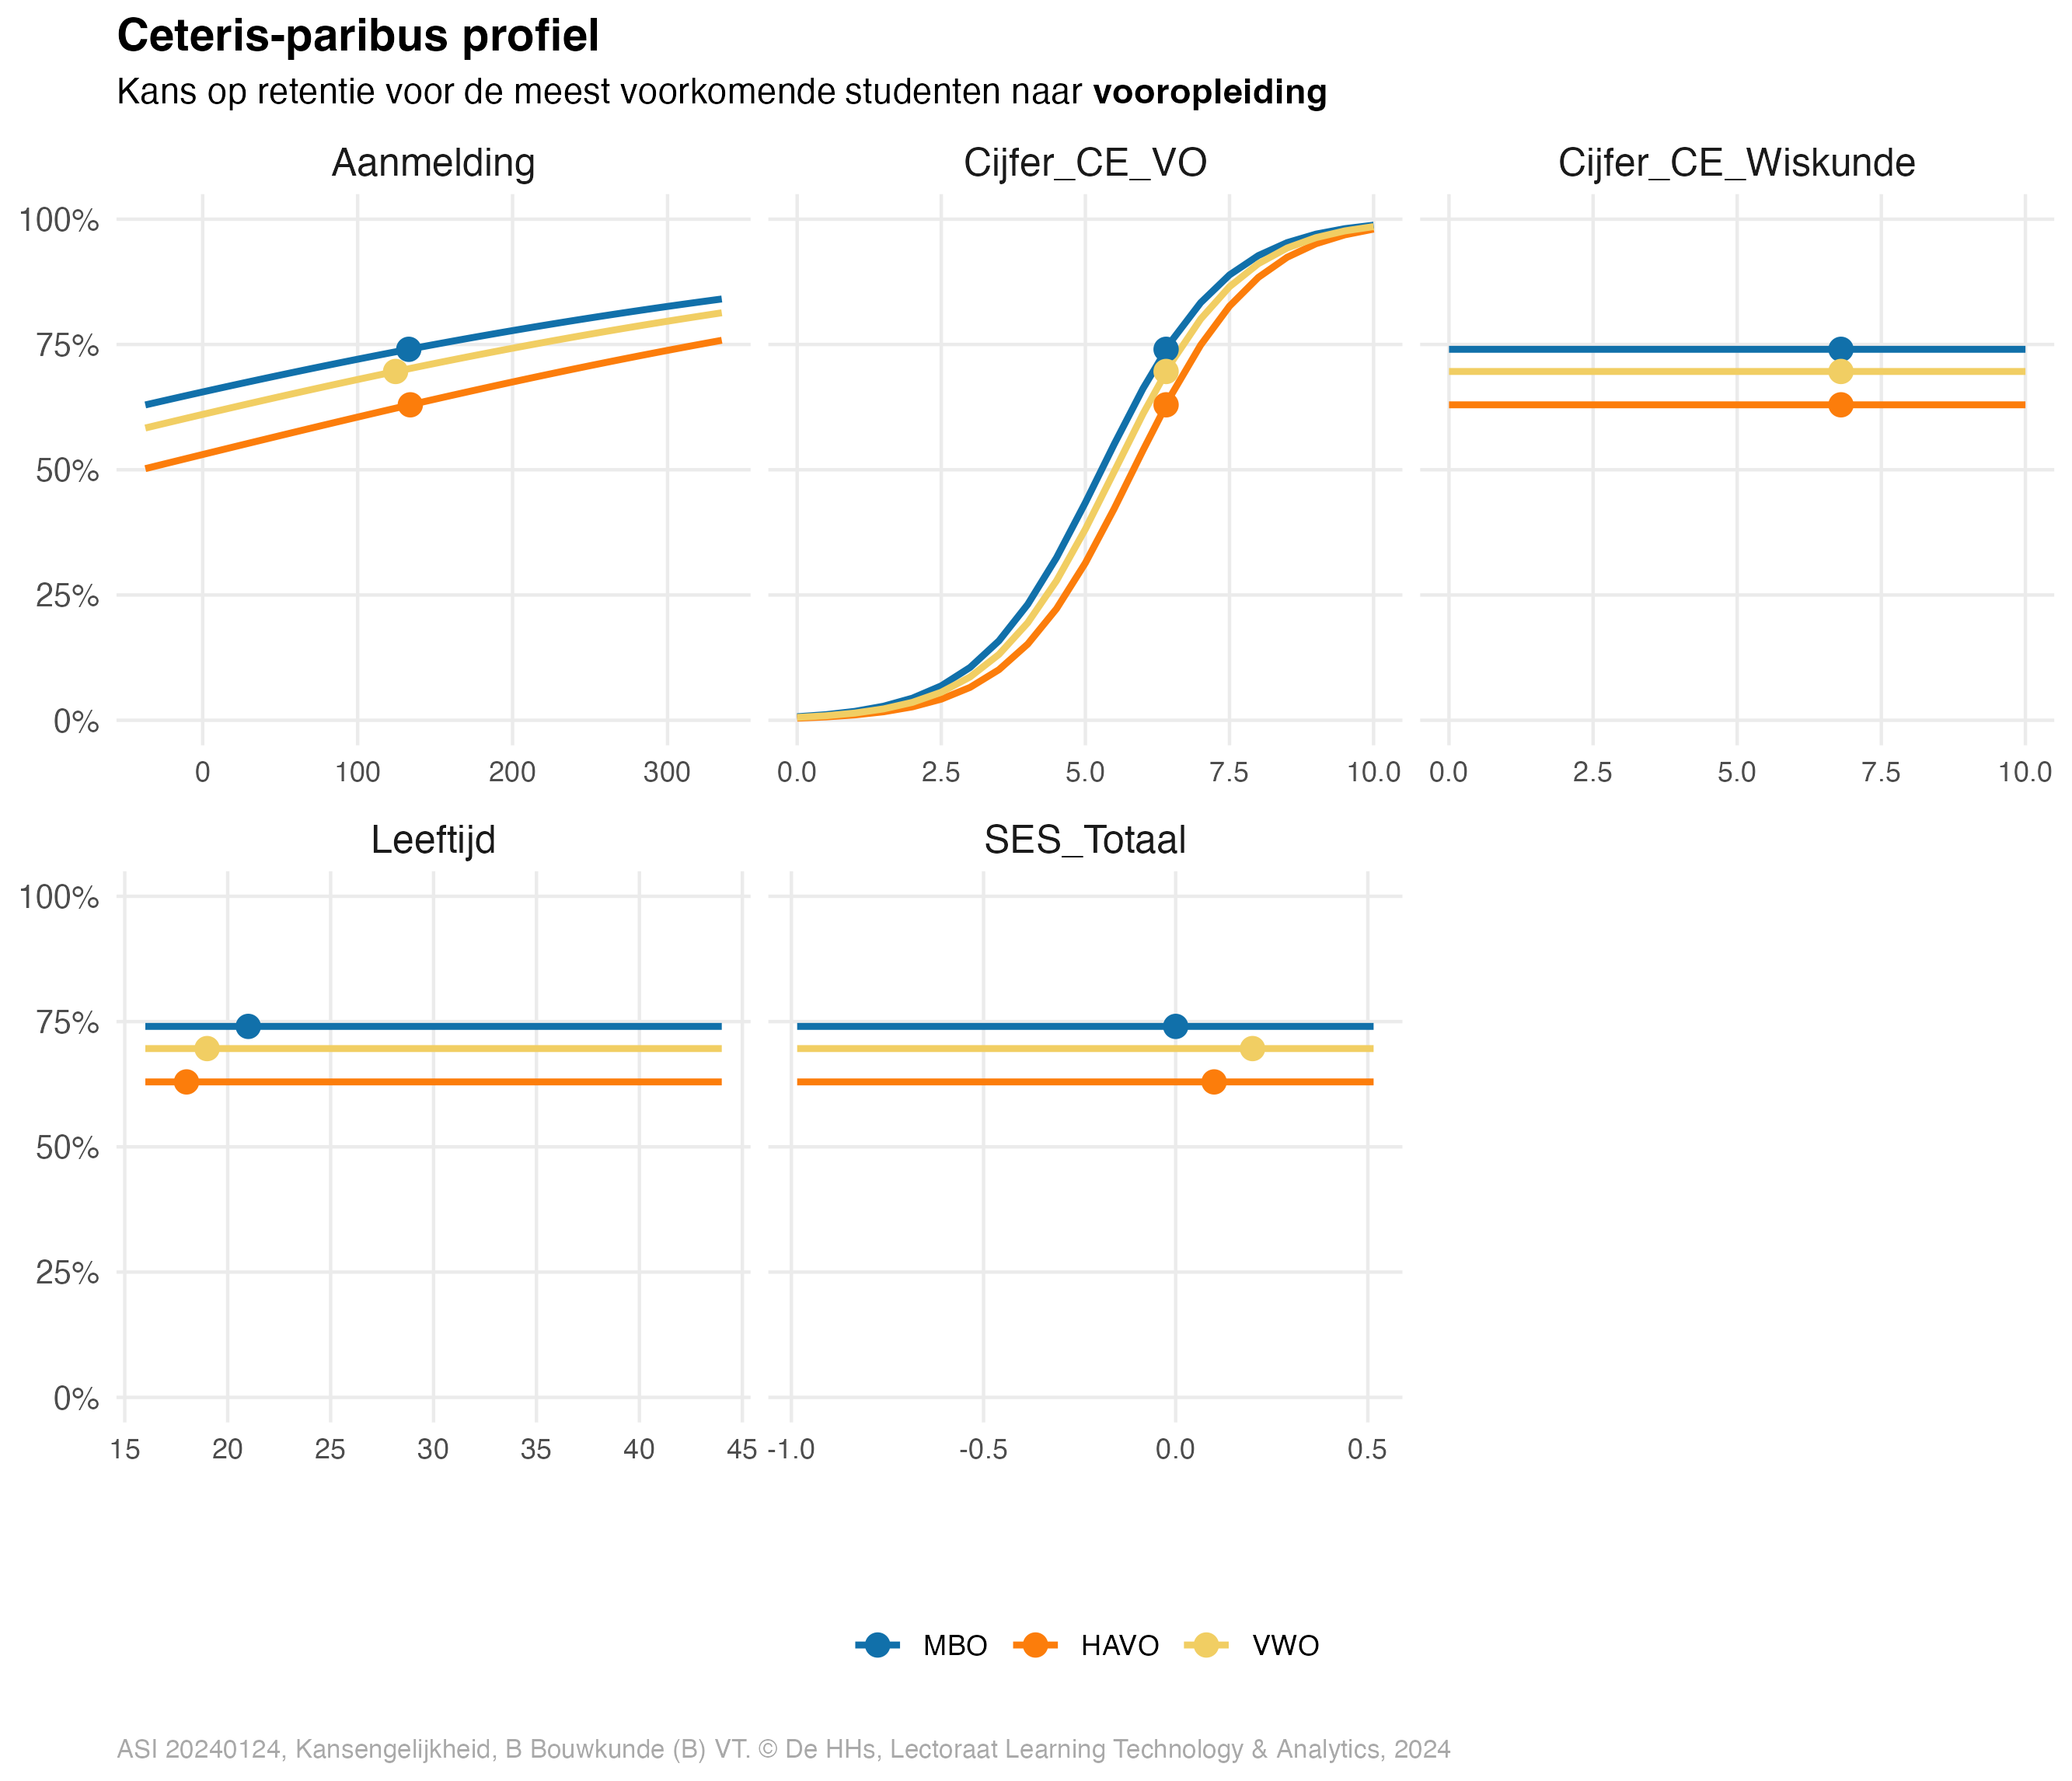 Ceteris-paribus profiel
Kans op retentie voor de meest voorkomende studenten naar vooropleiding
Aanmelding
Cijfer_CE_VO
Cijfer_CE_Wiskunde
100%
75%
50%
25%
0%
0 100 200 300
0.0 2.5 5.0 7.5 10.0
0.0 2.5 5.0 7.5 10.0
Leeftijd
SES_Totaal
100%
75%
50%
25%
0%
15 20 25 30 35 40 45
-1.0 -0.5 0.0 0.5
MBO HAVO VWO
ASI 20240124, Kansengelijkheid, B Bouwkunde (B) VT. © De HHs, Lectoraat Learning Technology & Analytics, 2024